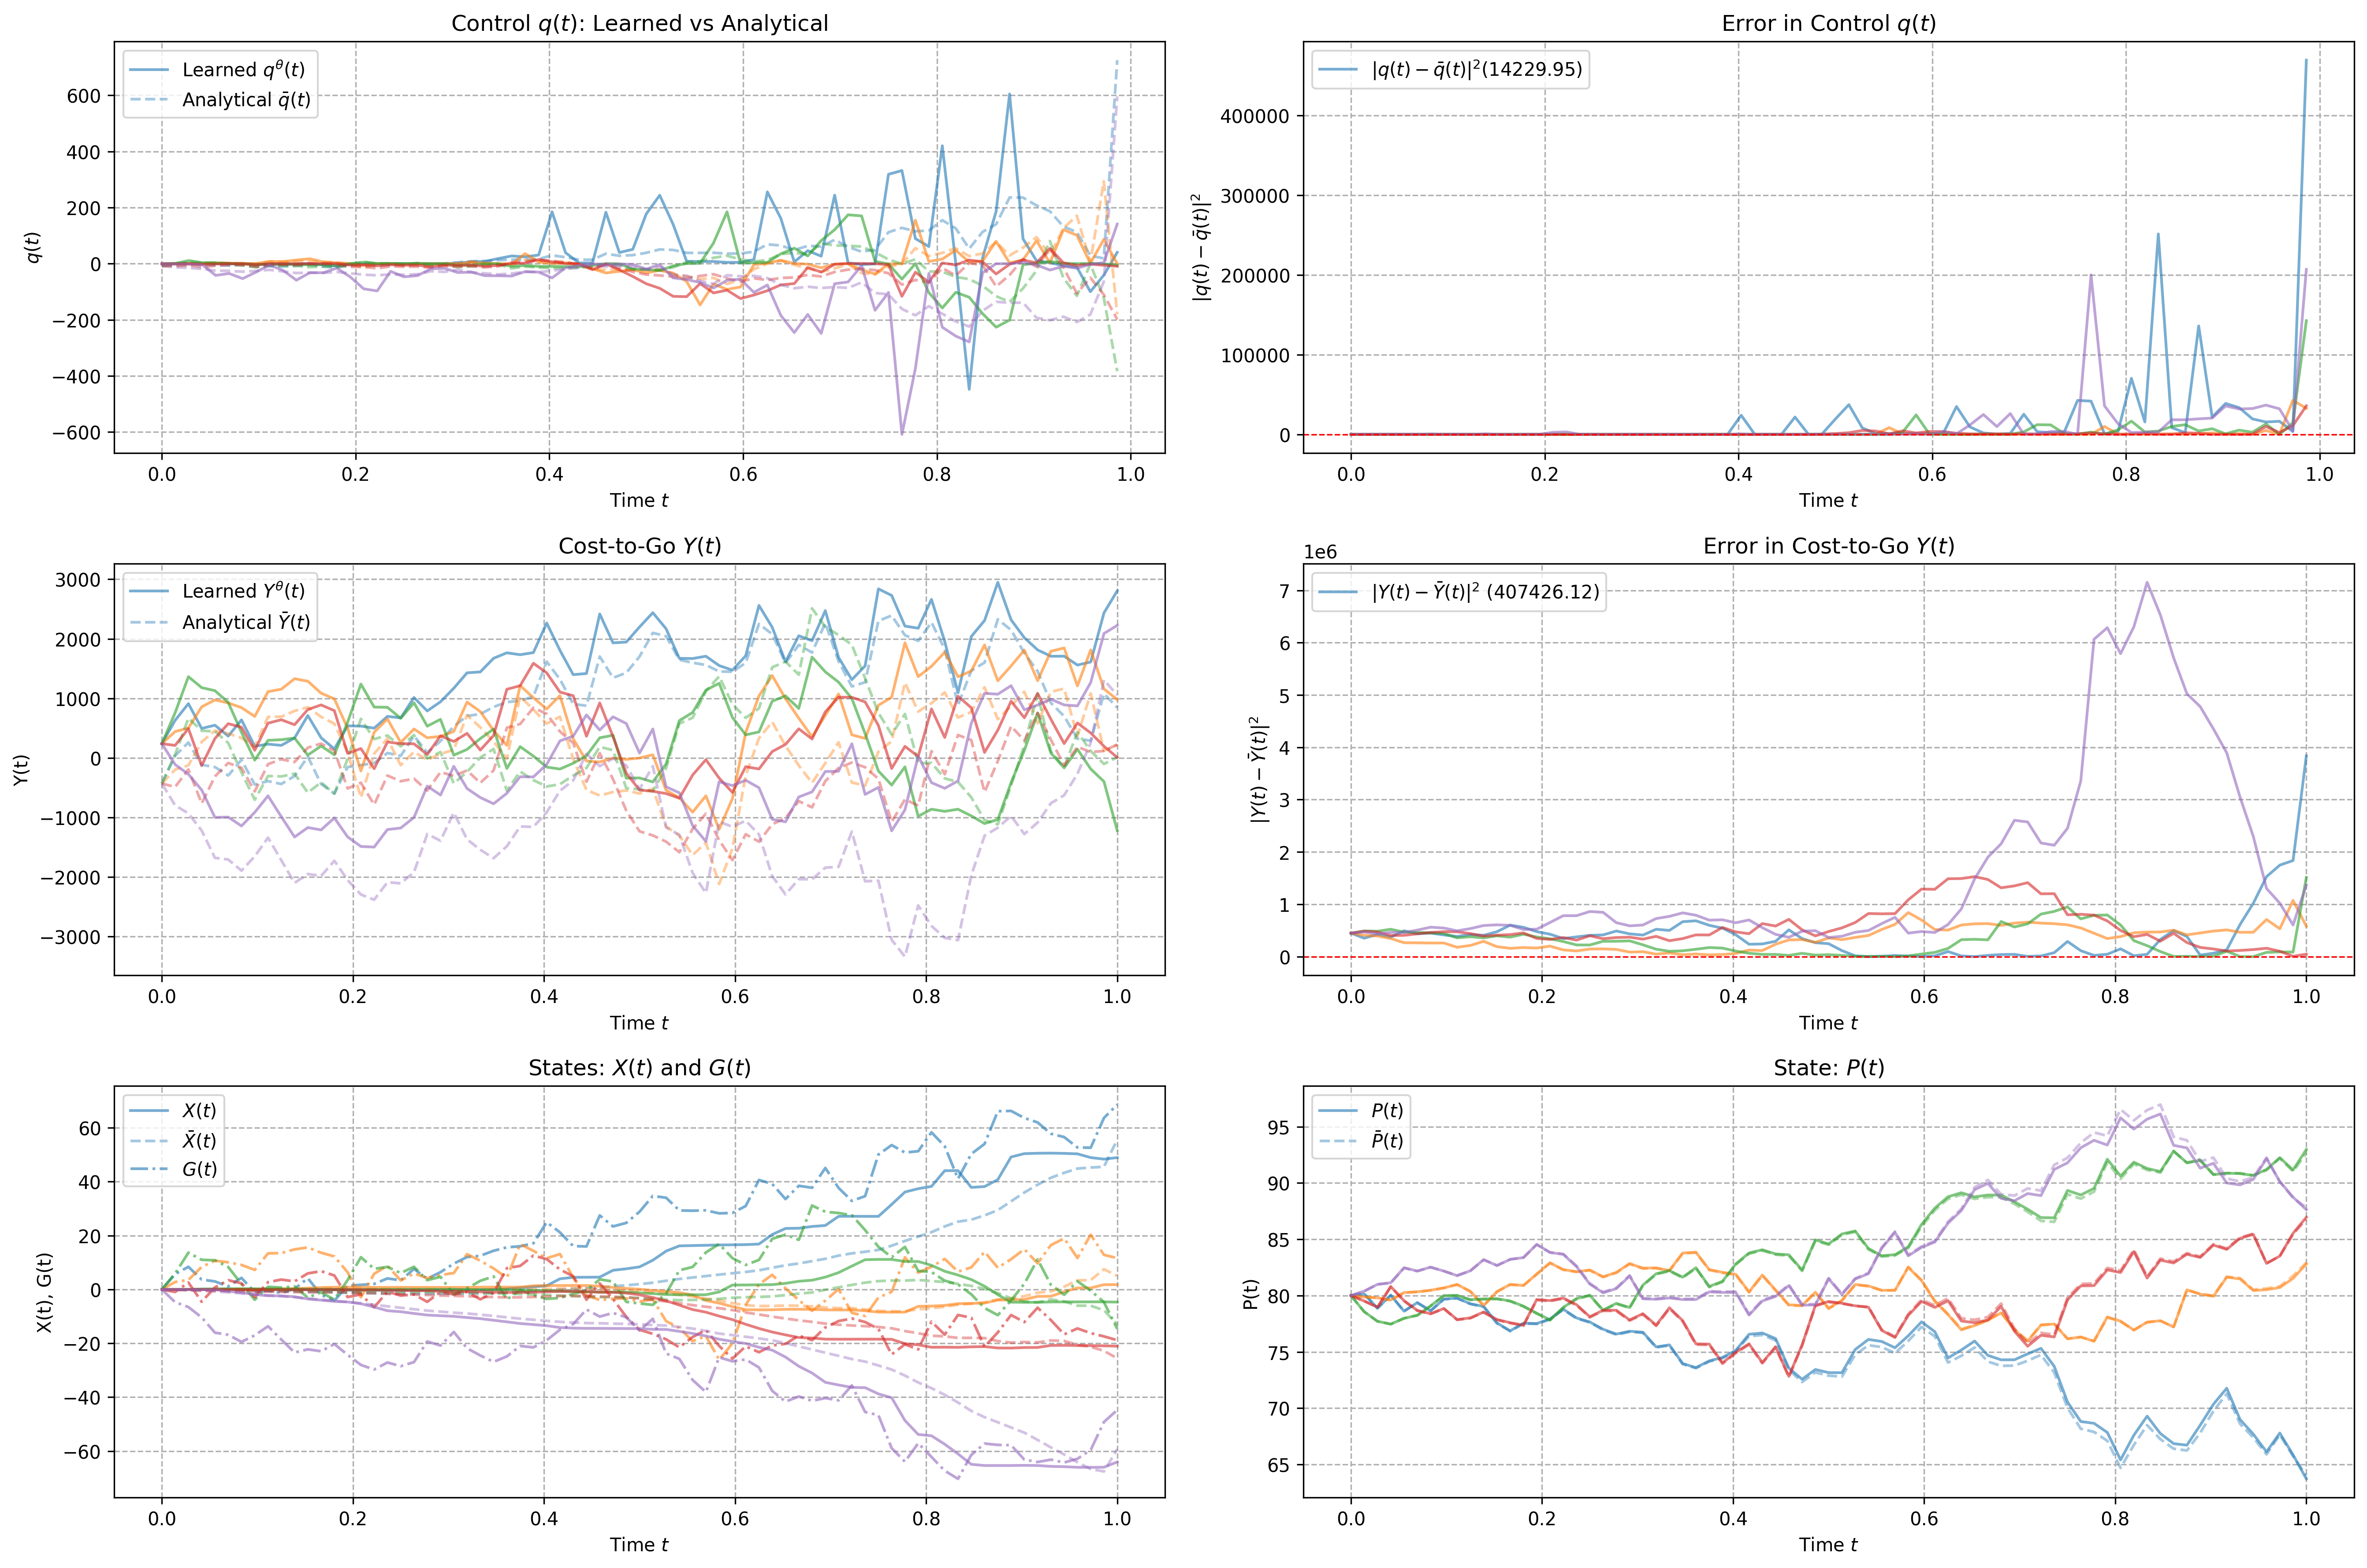 Control q(t): Learned vs Analytical
Learned q^θ(t)
Analytical q̄(t)
600
400
200
0
−200
−400
−600
q(t)
0.0 0.2 0.4 0.6 0.8 1.0
Time t
Error in Control q(t)
|q(t) − q̄(t)|²(14229.95)
400000
300000
200000
100000
0
|q(t) − q̄(t)|²
0.0 0.2 0.4 0.6 0.8 1.0
Time t
Cost-to-Go Y(t)
Learned Y^θ(t)
Analytical Ȳ(t)
3000
2000
1000
0
−1000
−2000
−3000
Y(t)
0.0 0.2 0.4 0.6 0.8 1.0
Time t
Error in Cost-to-Go Y(t)
1e6
|Y(t) − Ȳ(t)|² (407426.12)
7
6
5
4
3
2
1
0
|Y(t) − Ȳ(t)|²
0.0 0.2 0.4 0.6 0.8 1.0
Time t
States: X(t) and G(t)
X(t)
X̄(t)
G(t)
60
40
20
0
−20
−40
−60
X(t), G(t)
0.0 0.2 0.4 0.6 0.8 1.0
Time t
State: P(t)
P(t)
P̄(t)
95
90
85
80
75
70
65
P(t)
0.0 0.2 0.4 0.6 0.8 1.0
Time t